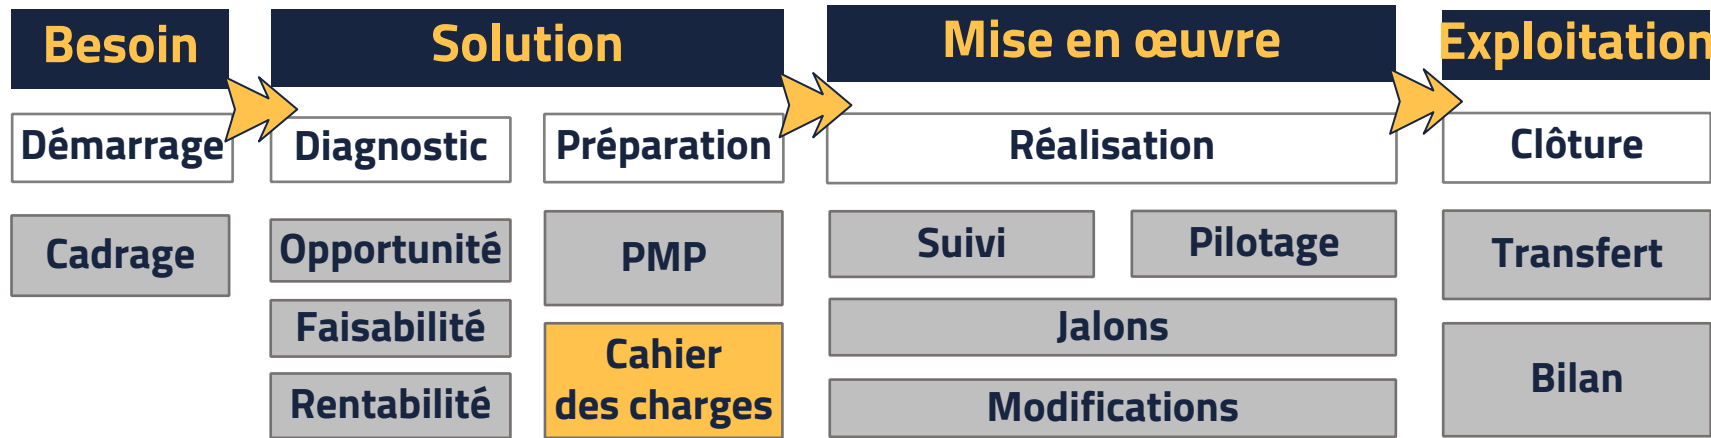 Besoin
Solution
Mise en œuvre
Exploitation
Démarrage
Diagnostic
Préparation
Réalisation
Clôture
Cadrage
Opportunité
PMP
Suivi
Pilotage
Transfert
Faisabilité
Cahier
des charges
Jalons
Bilan
Rentabilité
Modifications